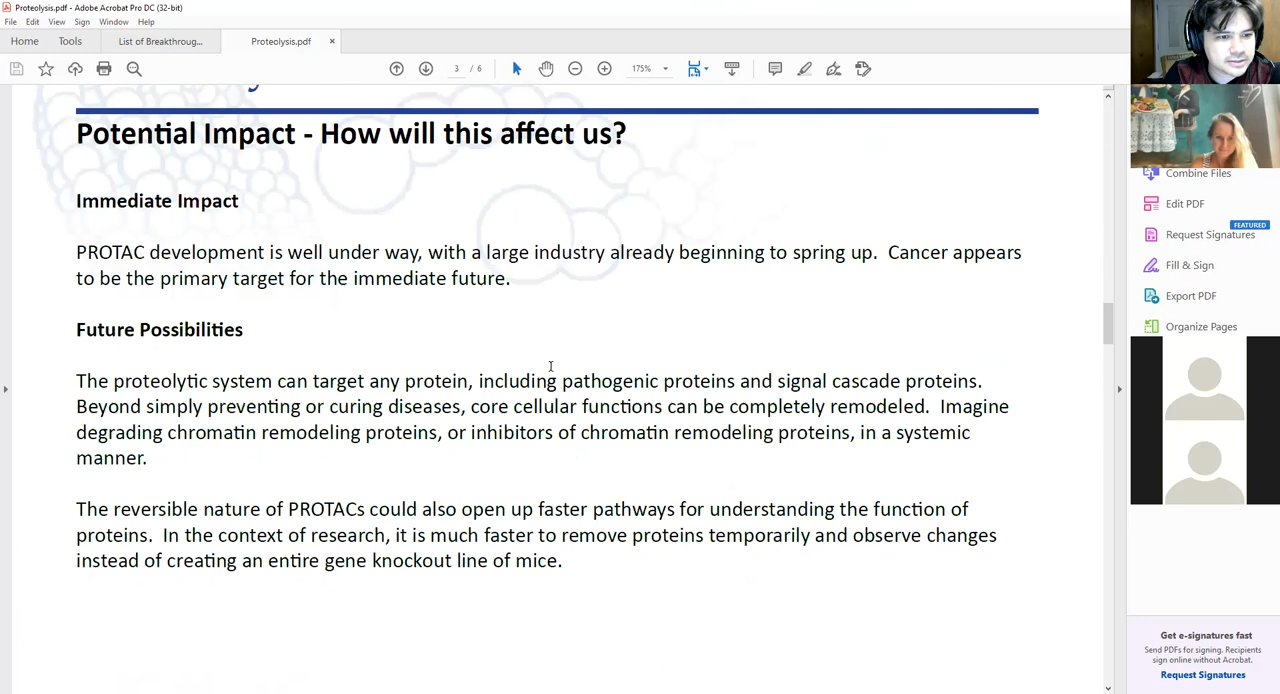 Proteolysis.pdf - Adobe Acrobat Pro DC (32-bit)
File Edit View Sign Window Help
Home Tools List of Breakthroug... Proteolysis.pdf ×
3 / 6 175%
Potential Impact - How will this affect us?
Immediate Impact
PROTAC development is well under way, with a large industry already beginning to spring up. Cancer appears
to be the primary target for the immediate future.
Future Possibilities
The proteolytic system can target any protein, including pathogenic proteins and signal cascade proteins.
Beyond simply preventing or curing diseases, core cellular functions can be completely remodeled. Imagine
degrading chromatin remodeling proteins, or inhibitors of chromatin remodeling proteins, in a systemic
manner.
The reversible nature of PROTACs could also open up faster pathways for understanding the function of
proteins. In the context of research, it is much faster to remove proteins temporarily and observe changes
instead of creating an entire gene knockout line of mice.
Combine Files
Edit PDF
FEATURED
Request Signatures
Fill & Sign
Export PDF
Organize Pages
Get e-signatures fast
Send PDFs for signing. Recipients
sign online without Acrobat.
Request Signatures